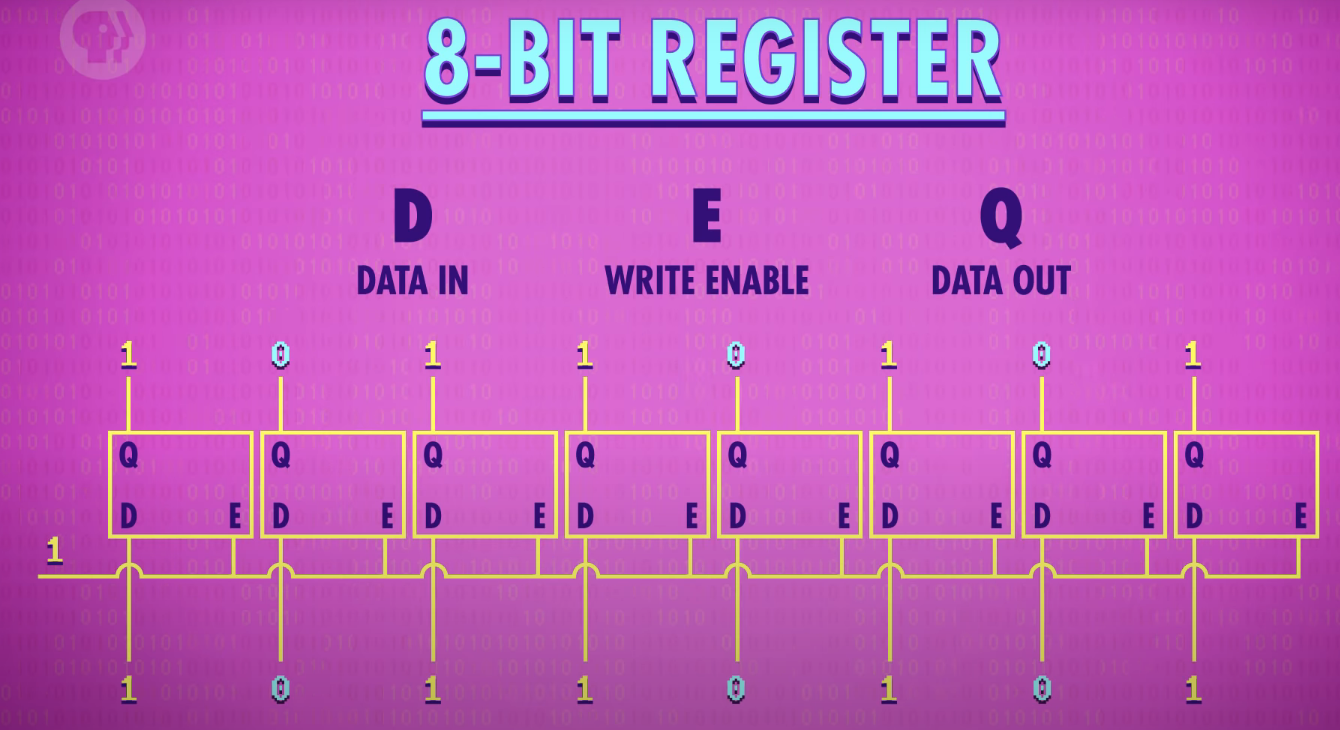 8-BIT REGISTER
D E Q
DATA IN WRITE ENABLE DATA OUT
1 0 1 1 0 1 0 1
Q Q Q Q Q Q Q Q
D E D E D E D E D E D E D E D E
1
1 0 1 1 0 1 0 1